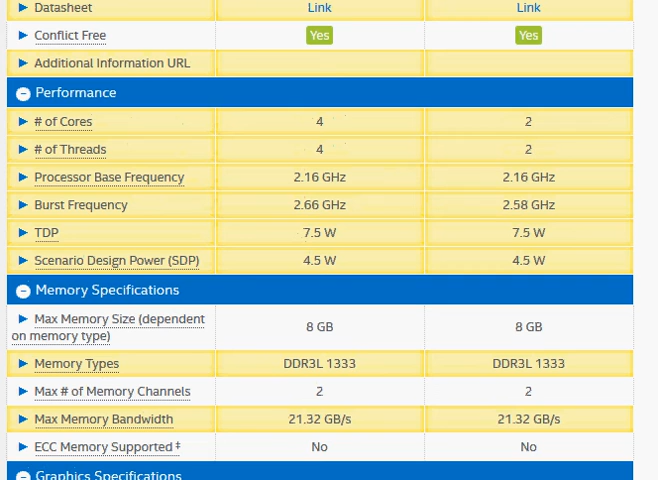 Datasheet Link Link
Conflict Free Yes Yes
Additional Information URL
Performance
# of Cores 4 2
# of Threads 4 2
Processor Base Frequency 2.16 GHz 2.16 GHz
Burst Frequency 2.66 GHz 2.58 GHz
TDP 7.5 W 7.5 W
Scenario Design Power (SDP) 4.5 W 4.5 W
Memory Specifications
Max Memory Size (dependent
on memory type) 8 GB 8 GB
Memory Types DDR3L 1333 DDR3L 1333
Max # of Memory Channels 2 2
Max Memory Bandwidth 21.32 GB/s 21.32 GB/s
ECC Memory Supported ‡ No No
Graphics Specifications